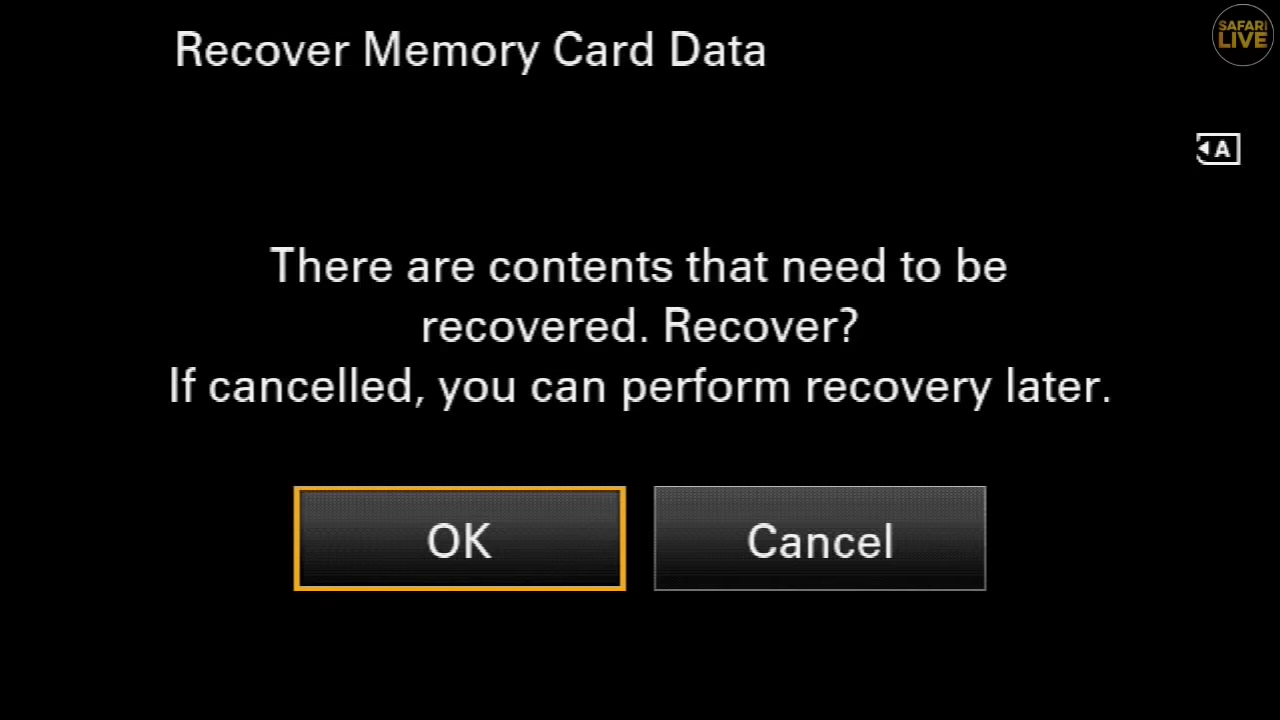 SAFARI
LIVE
Recover Memory Card Data
A
There are contents that need to be
recovered. Recover?
If cancelled, you can perform recovery later.
OK
Cancel